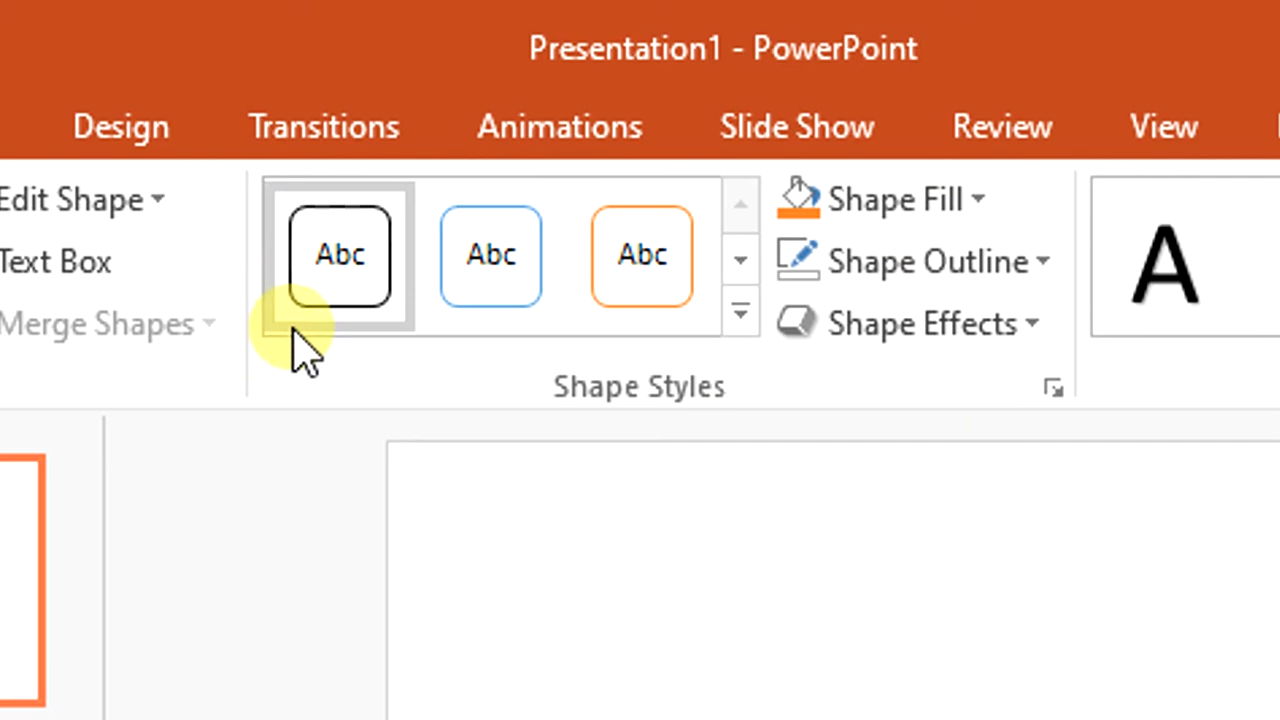 Presentation1 - PowerPoint
Design Transitions Animations Slide Show Review View
Edit Shape
Text Box
Merge Shapes
Abc Abc Abc
Shape Fill
Shape Outline
Shape Effects
A
Shape Styles